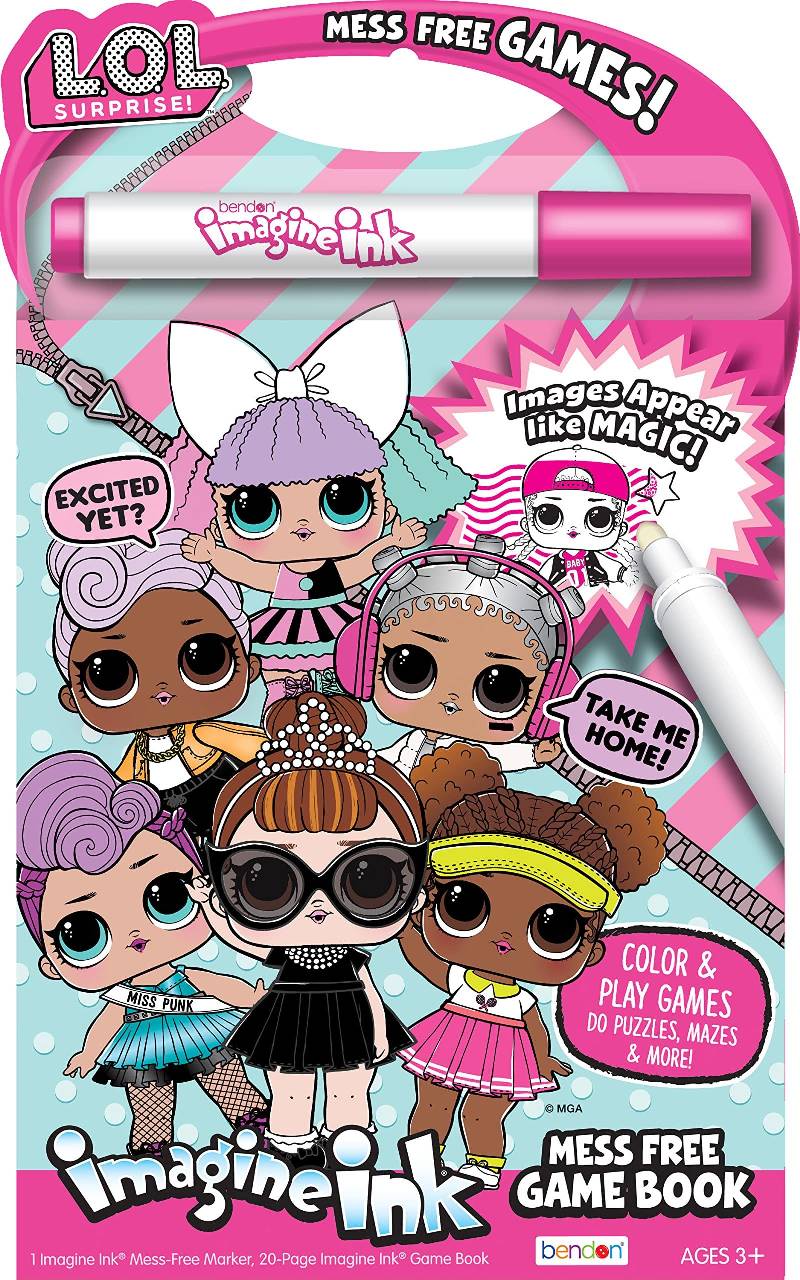 MESS FREE GAMES!
L.O.L.
SURPRISE!™
bendon®
imagine ink®
Images Appear
like MAGIC!
BABY
EXCITED
YET?
TAKE ME
HOME!
MISS PUNK
COLOR &
PLAY GAMES
DO PUZZLES, MAZES
& MORE!
© MGA
imagine ink®
MESS FREE
GAME BOOK
1 Imagine Ink® Mess-Free Marker, 20-Page Imagine Ink® Game Book
bendon®
AGES 3+